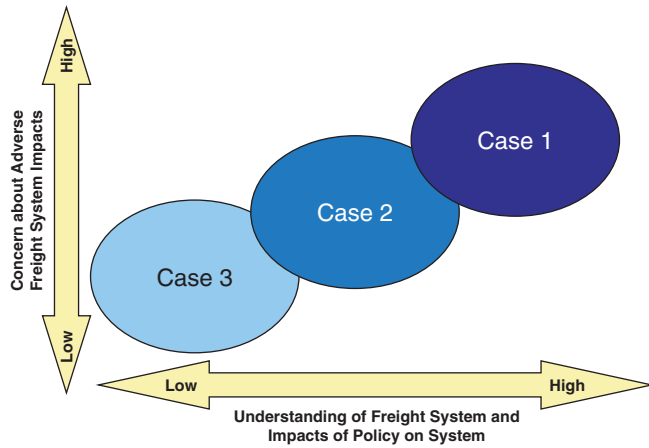 High
Concern about Adverse
Freight System Impacts
Low
Case 1
Case 2
Case 3
Low
High
Understanding of Freight System and
Impacts of Policy on System